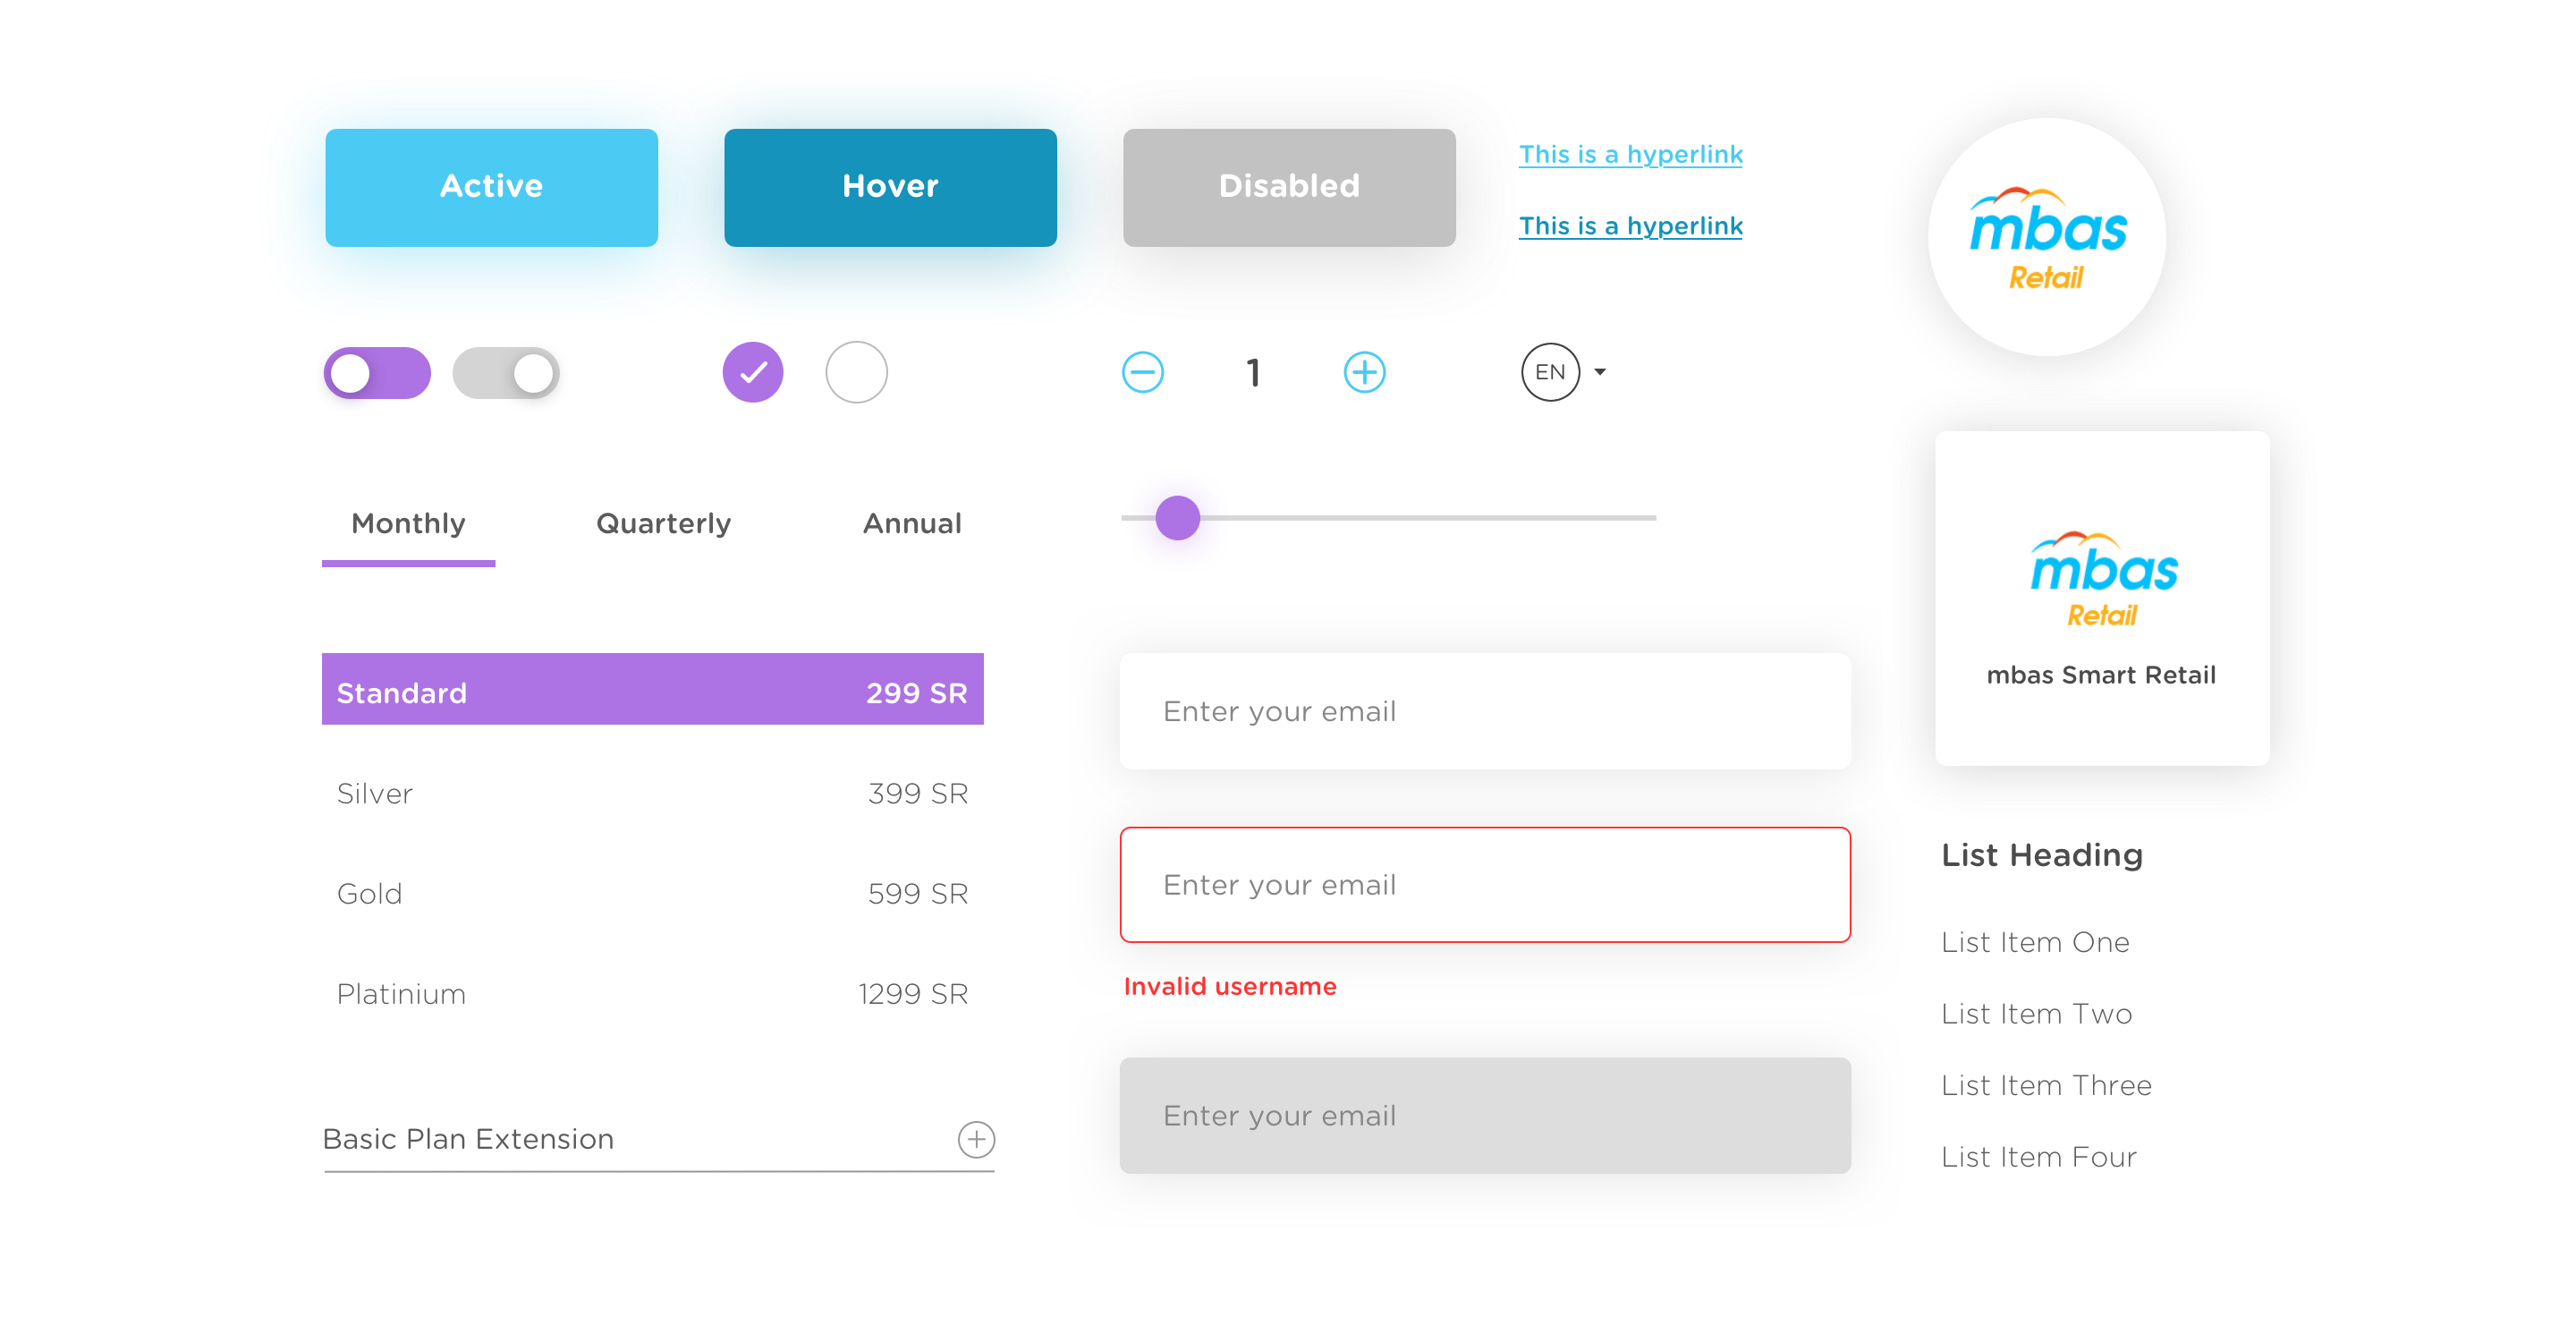 Active
Hover
Disabled
This is a hyperlink
This is a hyperlink
mbas
Retail
1
EN
Monthly
Quarterly
Annual
Standard 299 SR
Silver 399 SR
Gold 599 SR
Platinium 1299 SR
Basic Plan Extension
Enter your email
Enter your email
Invalid username
Enter your email
mbas
Retail
mbas Smart Retail
List Heading
List Item One
List Item Two
List Item Three
List Item Four